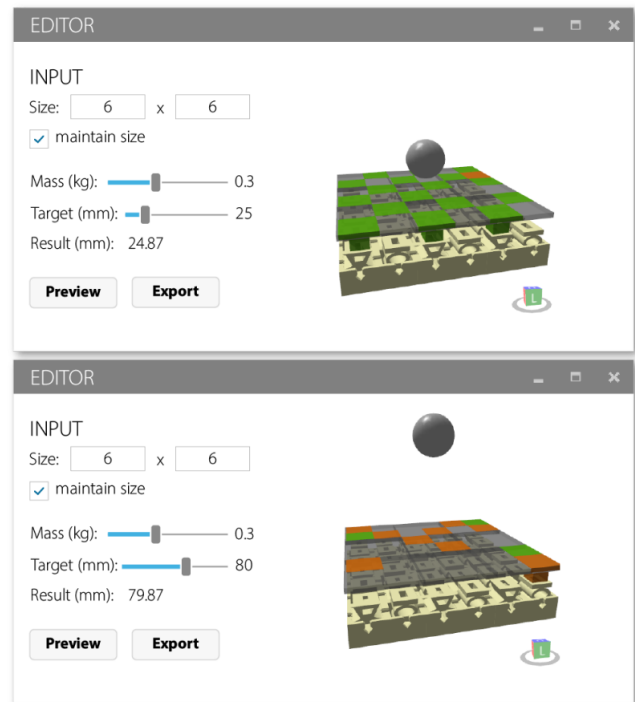 EDITOR
INPUT
Size: 6 x 6
maintain size
Mass (kg): 0.3
Target (mm): 25
Result (mm): 24.87
Preview Export
L
EDITOR
INPUT
Size: 6 x 6
maintain size
Mass (kg): 0.3
Target (mm): 80
Result (mm): 79.87
Preview Export
L